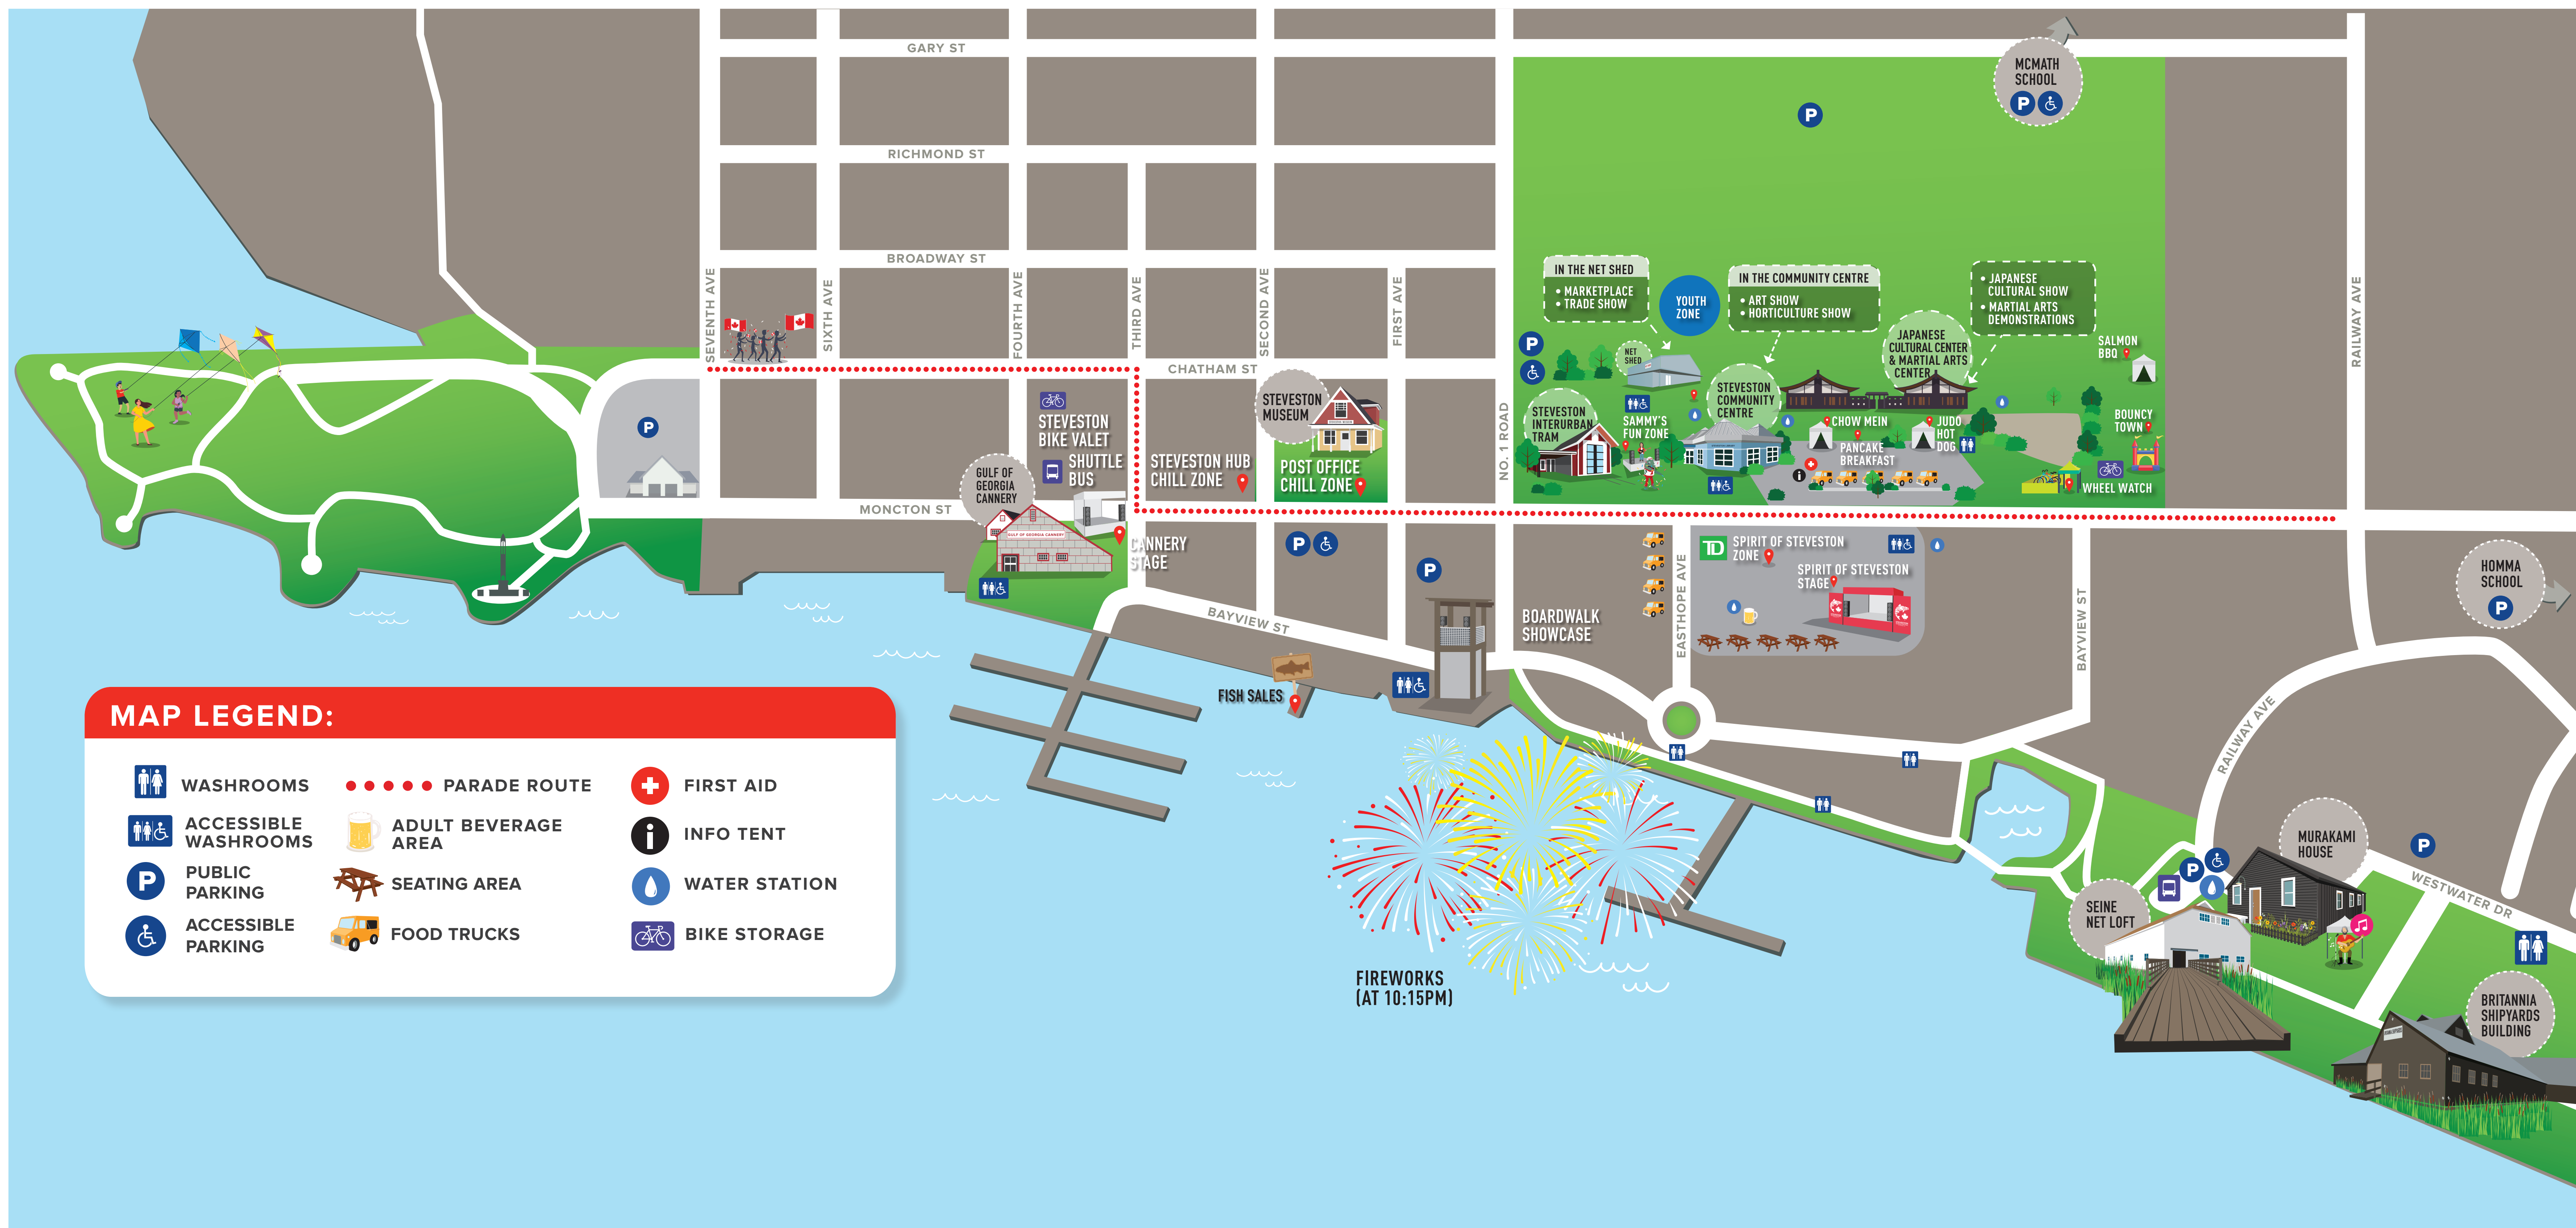 GARY ST
RICHMOND ST
BROADWAY ST
SEVENTH AVE
SIXTH AVE
FOURTH AVE
THIRD AVE
SECOND AVE
FIRST AVE
NO. 1 ROAD
RAILWAY AVE
CHATHAM ST
MONCTON ST
BAYVIEW ST
EASTHOPE AVE
BAYVIEW ST
RAILWAY AVE
WESTWATER DR
MCMATH
SCHOOL
P
P
IN THE NET SHED
• MARKETPLACE
• TRADE SHOW
YOUTH
ZONE
IN THE COMMUNITY CENTRE
• ART SHOW
• HORTICULTURE SHOW
• JAPANESE
CULTURAL SHOW
• MARTIAL ARTS
DEMONSTRATIONS
P
NET
SHED
JAPANESE
CULTURAL CENTER
& MARTIAL ARTS
CENTER
SALMON
BBQ
STEVESTON
INTERURBAN
TRAM
SAMMY'S
FUN ZONE
STEVESTON
COMMUNITY
CENTRE
CHOW MEIN
PANCAKE
BREAKFAST
JUDO
HOT
DOG
BOUNCY
TOWN
WHEEL WATCH
P
STEVESTON
BIKE VALET
SHUTTLE
BUS
GULF OF
GEORGIA
CANNERY
GULF OF GEORGIA CANNERY
CANNERY
STAGE
STEVESTON HUB
CHILL ZONE
STEVESTON
MUSEUM
POST OFFICE
CHILL ZONE
P
P
BOARDWALK
SHOWCASE
TD
SPIRIT OF STEVESTON
ZONE
SPIRIT OF STEVESTON
STAGE
HOMMA
SCHOOL
P
FISH SALES
FIREWORKS
(AT 10:15PM)
MURAKAMI
HOUSE
P
P
SEINE
NET LOFT
BRITANNIA
SHIPYARDS
BUILDING
MAP LEGEND:
WASHROOMS
ACCESSIBLE
WASHROOMS
P
PUBLIC
PARKING
ACCESSIBLE
PARKING
PARADE ROUTE
ADULT BEVERAGE
AREA
SEATING AREA
FOOD TRUCKS
FIRST AID
i
INFO TENT
WATER STATION
BIKE STORAGE